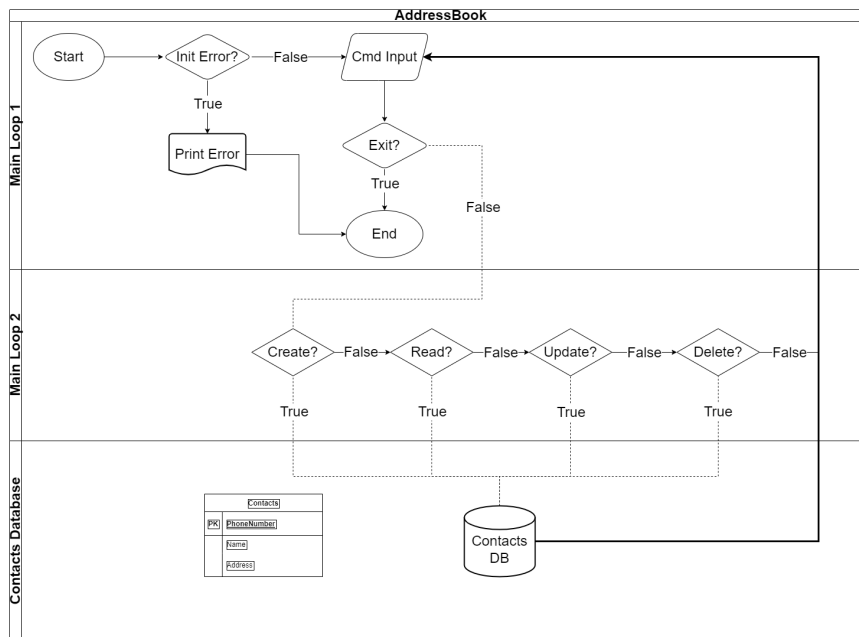 AddressBook
Main Loop 1
Start
Init Error?
False
Cmd Input
True
Print Error
Exit?
True
False
End
Main Loop 2
Create?
False
Read?
False
Update?
False
Delete?
False
True
True
True
True
Contacts Database
Contacts
PK
PhoneNumber
Name
Address
Contacts
DB